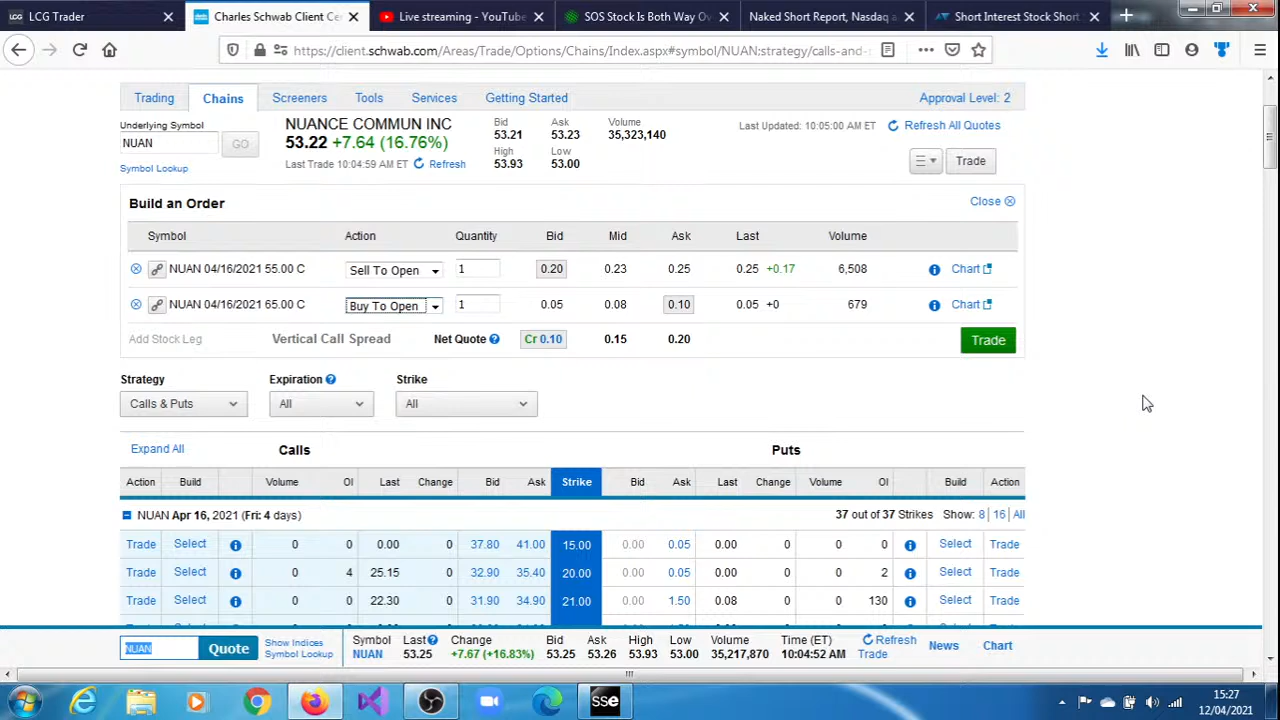 LCG Trader
Charles Schwab Client Ce
Live streaming - YouTube
SOS Stock Is Both Way Ov
Naked Short Report, Nasdaq a
Short Interest Stock Short
https://client.schwab.com/Areas/Trade/Options/Chains/Index.aspx#symbol/NUAN:strategy/calls-and-
Trading Chains Screeners Tools Services Getting Started Approval Level: 2
Underlying Symbol
NUAN GO
Symbol Lookup
NUANCE COMMUN INC
53.22 +7.64 (16.76%)
Last Trade 10:04:59 AM ET Refresh
Bid Ask Volume
53.21 53.23 35,323,140
High Low
53.93 53.00
Last Updated: 10:05:00 AM ET Refresh All Quotes
Trade
Build an Order Close
Symbol Action Quantity Bid Mid Ask Last Volume
NUAN 04/16/2021 55.00 C Sell To Open 1 0.20 0.23 0.25 0.25 +0.17 6,508 Chart
NUAN 04/16/2021 65.00 C Buy To Open 1 0.05 0.08 0.10 0.05 +0 679 Chart
Add Stock Leg Vertical Call Spread Net Quote Cr 0.10 0.15 0.20 Trade
Strategy Expiration Strike
Calls & Puts All All
Expand All Calls Puts
Action Build Volume OI Last Change Bid Ask Strike Bid Ask Last Change Volume OI Build Action
NUAN Apr 16, 2021 (Fri: 4 days) 37 out of 37 Strikes Show: 8 | 16 | All
Trade Select 0 0 0.00 0 37.80 41.00 15.00 0.00 0.05 0.00 0 0 0 Select Trade
Trade Select 0 4 25.15 0 32.90 35.40 20.00 0.00 0.05 0.00 0 0 2 Select Trade
Trade Select 0 0 22.30 0 31.90 34.90 21.00 0.00 1.50 0.08 0 0 130 Select Trade
NUAN Quote
Show Indices
Symbol Lookup
Symbol Last Change Bid Ask High Low Volume Time (ET) Refresh
NUAN 53.25 +7.67 (+16.83%) 53.25 53.26 53.93 53.00 35,217,870 10:04:52 AM Trade
News Chart
SSe
15:27
12/04/2021